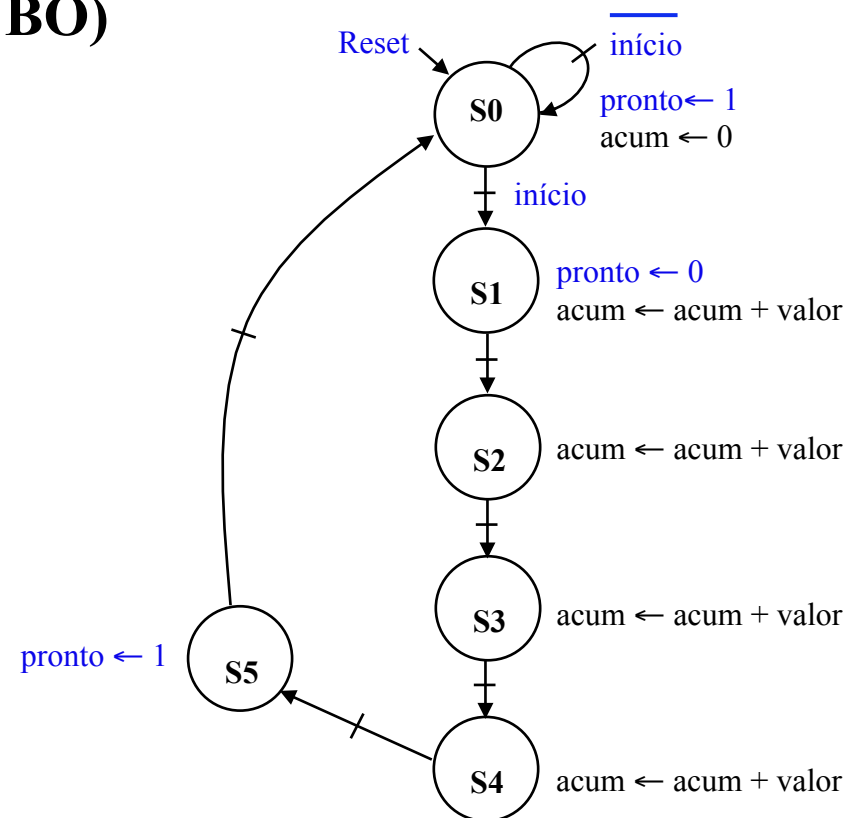 BO)
Reset
início
S0
pronto← 1
acum ← 0
início
S1
pronto ← 0
acum ← acum + valor
S2
acum ← acum + valor
S3
acum ← acum + valor
pronto ← 1
S5
S4
acum ← acum + valor